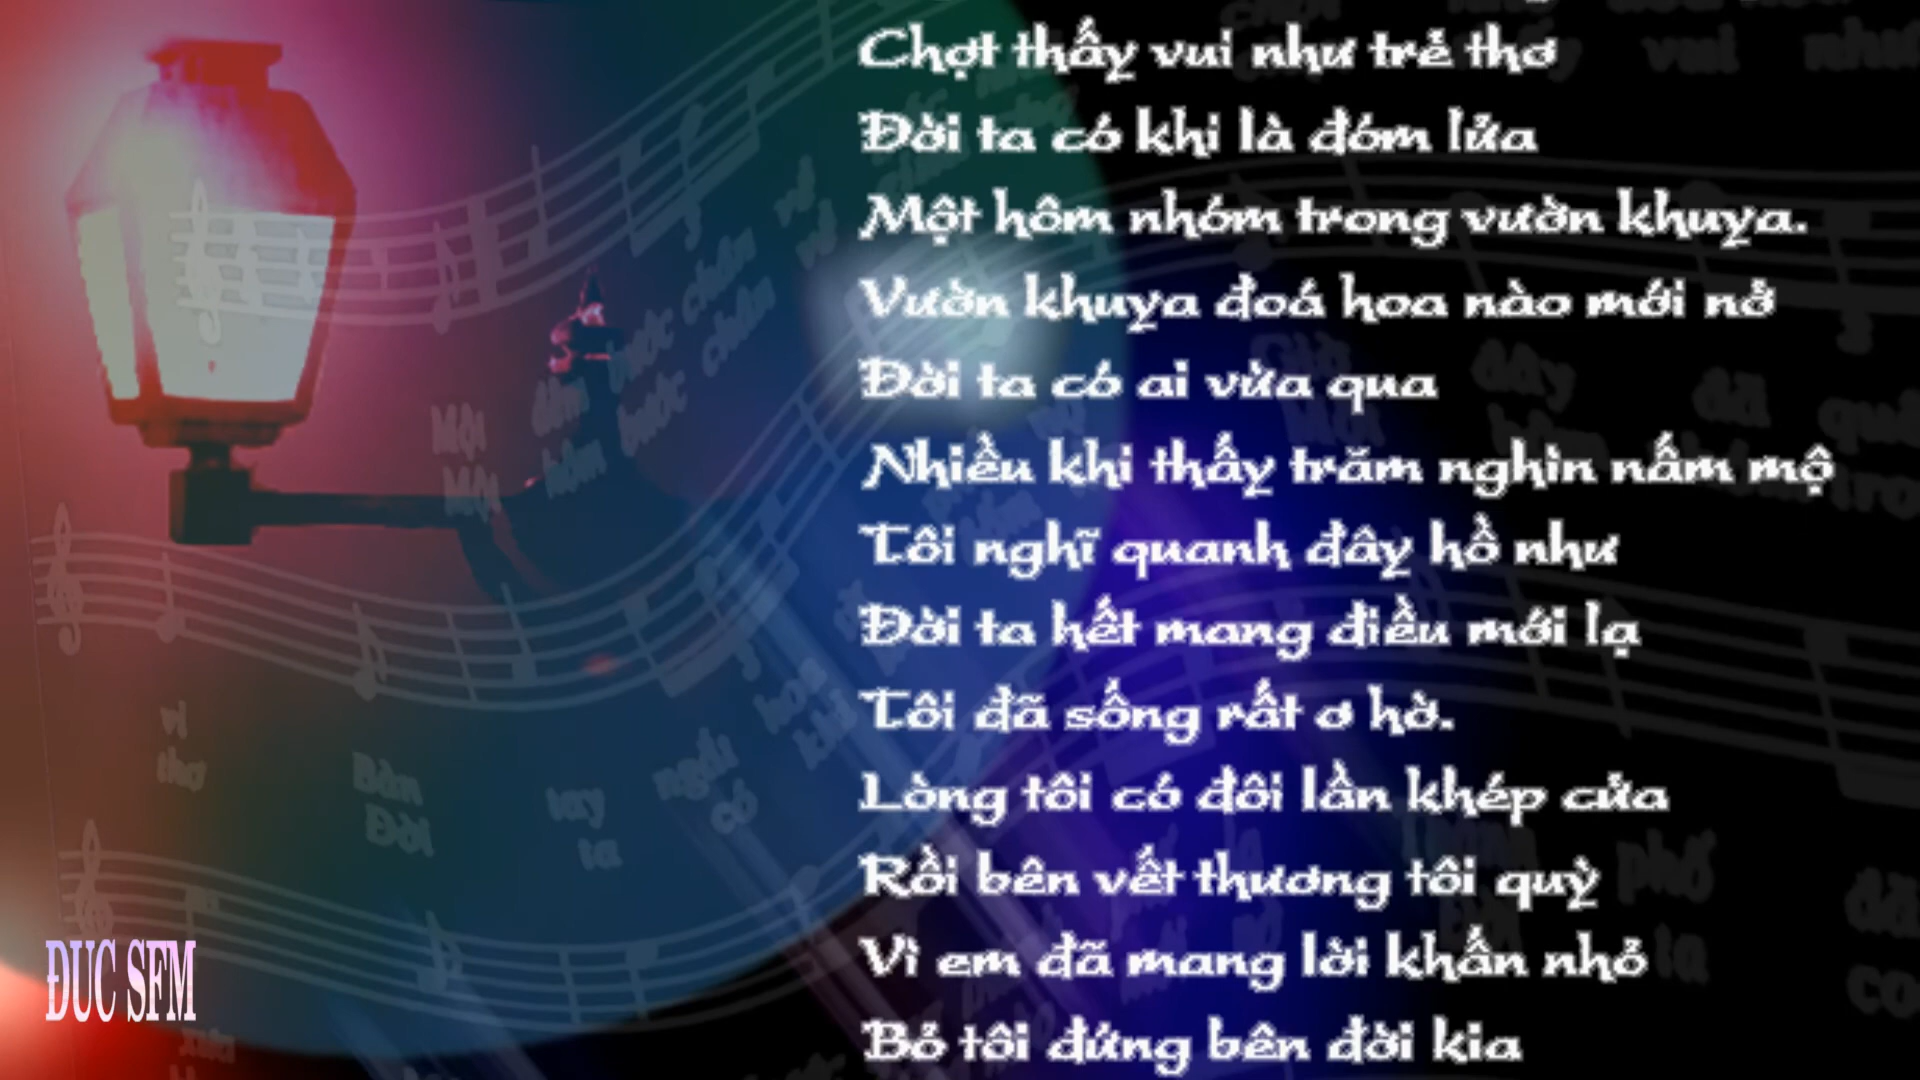 Chợt thấy vui như trẻ thơ
Đời ta có khi là đóm lửa
Một hôm nhóm trong vườn khuya.
Vườn khuya đoá hoa nào mới nở
Đời ta có ai vừa qua
Nhiều khi thấy trăm nghìn nấm mộ
Tôi nghĩ quanh đây hồ như
Đời ta hết mang điều mới lạ
Tôi đã sống rất ơ hờ.
Lòng tôi có đôi lần khép cửa
Rồi bên vết thương tôi quỳ
Vì em đã mang lời khấn nhỏ
Bỏ tôi đứng bên đời kia
ĐUC SFM